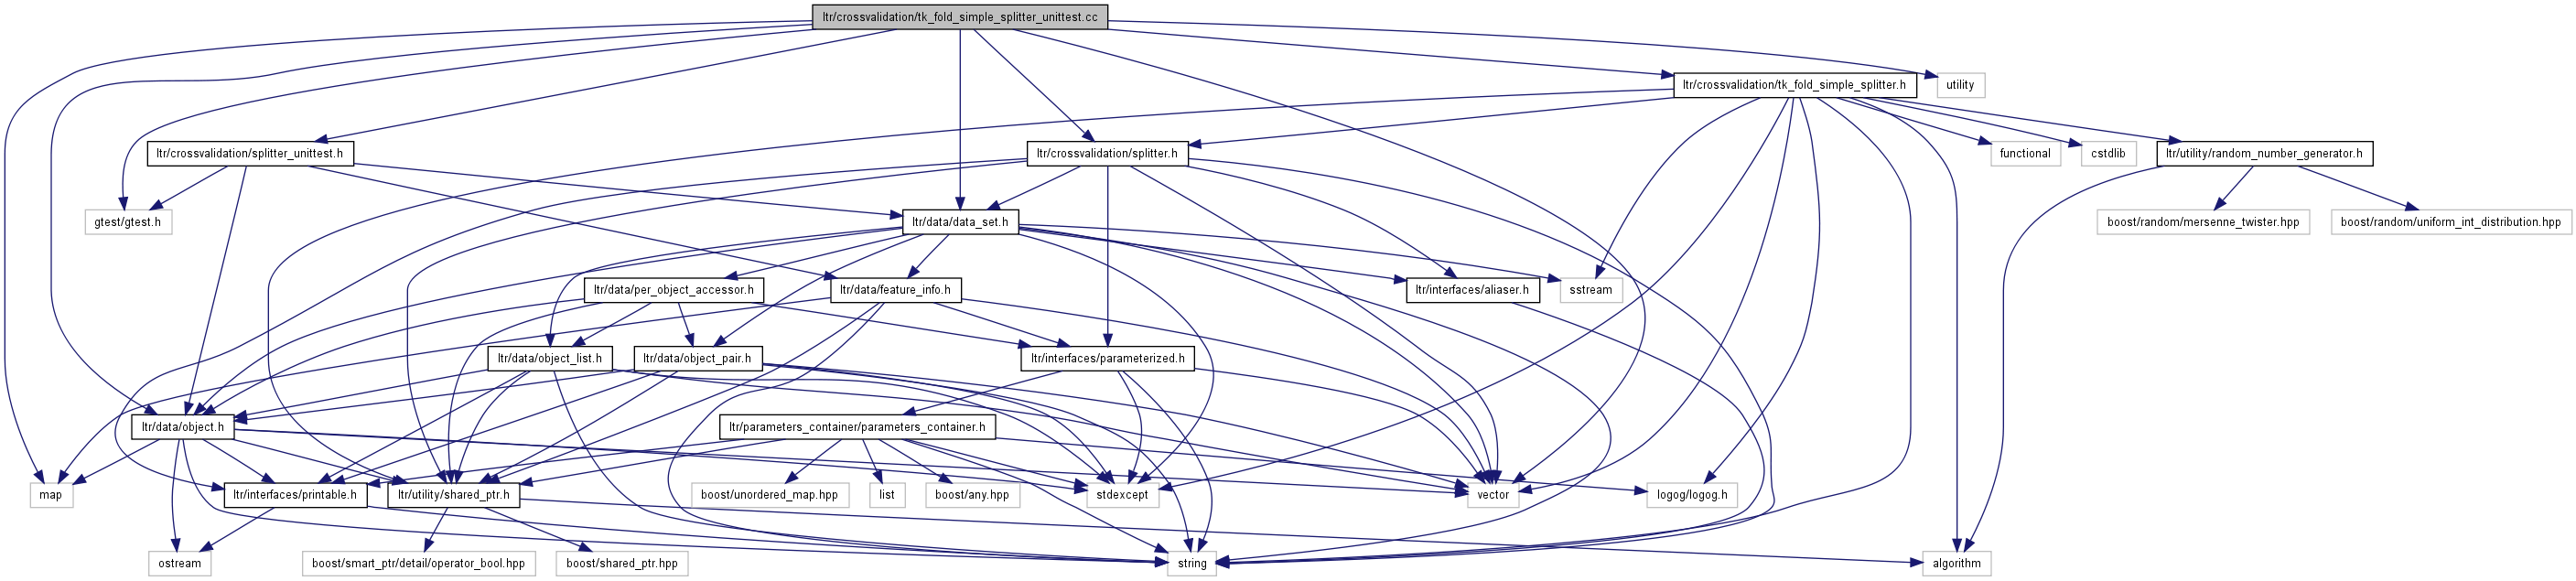 ltr/crossvalidation/tk_fold_simple_splitter_unittest.cc
ltr/crossvalidation/tk_fold_simple_splitter.h
utility
ltr/crossvalidation/splitter_unittest.h
ltr/crossvalidation/splitter.h
functional
cstdlib
ltr/utility/random_number_generator.h
gtest/gtest.h
ltr/data/data_set.h
boost/random/mersenne_twister.hpp
boost/random/uniform_int_distribution.hpp
ltr/data/per_object_accessor.h
ltr/data/feature_info.h
ltr/interfaces/aliaser.h
sstream
ltr/data/object_list.h
ltr/data/object_pair.h
ltr/interfaces/parameterized.h
ltr/data/object.h
ltr/parameters_container/parameters_container.h
map
ltr/interfaces/printable.h
ltr/utility/shared_ptr.h
boost/unordered_map.hpp
list
boost/any.hpp
stdexcept
vector
logog/logog.h
ostream
boost/smart_ptr/detail/operator_bool.hpp
boost/shared_ptr.hpp
string
algorithm